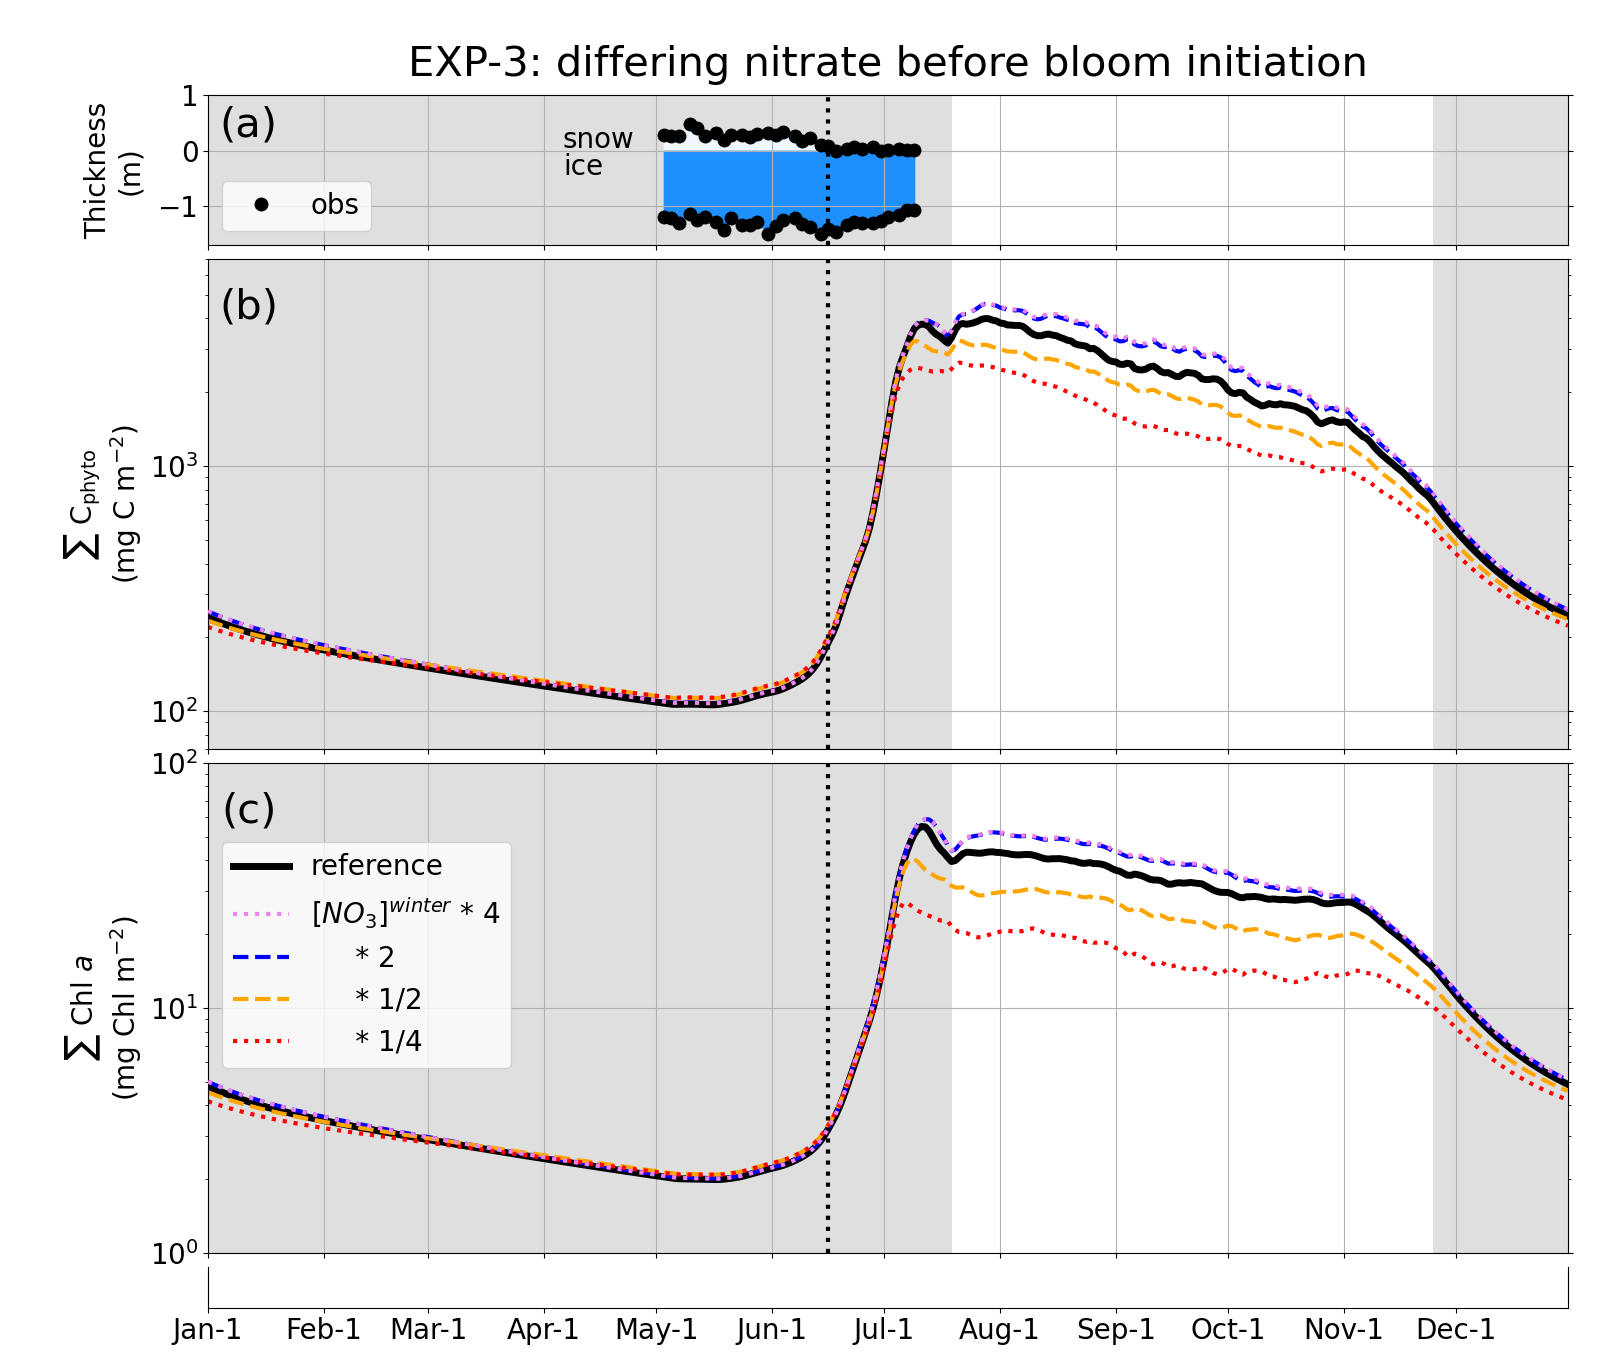 EXP-3: differing nitrate before bloom initiation
Thickness
(m)
1
0
−1
(a)
snow
ice
obs
∑ C_phyto
(mg C m⁻²)
10³
10²
(b)
∑ Chl a
(mg Chl m⁻²)
10²
10¹
10⁰
(c)
reference
[NO₃]^winter * 4
* 2
* 1/2
* 1/4
Jan-1 Feb-1 Mar-1 Apr-1 May-1 Jun-1 Jul-1 Aug-1 Sep-1 Oct-1 Nov-1 Dec-1